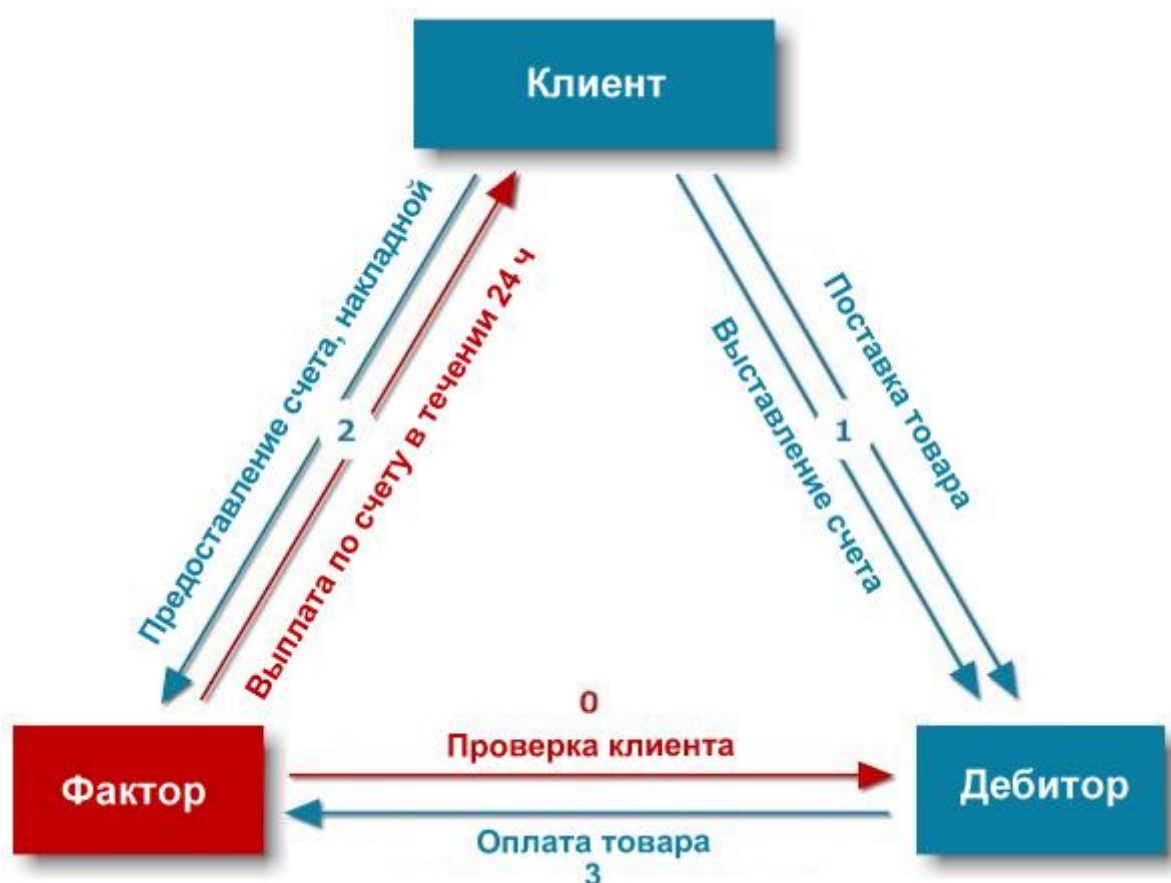 Клиент
Предоставление счета, накладной
2
Выплата по счету в течении 24 ч
Выставление счета
1
Поставка товара
0
Проверка клиента
Фактор
Дебитор
Оплата товара
3